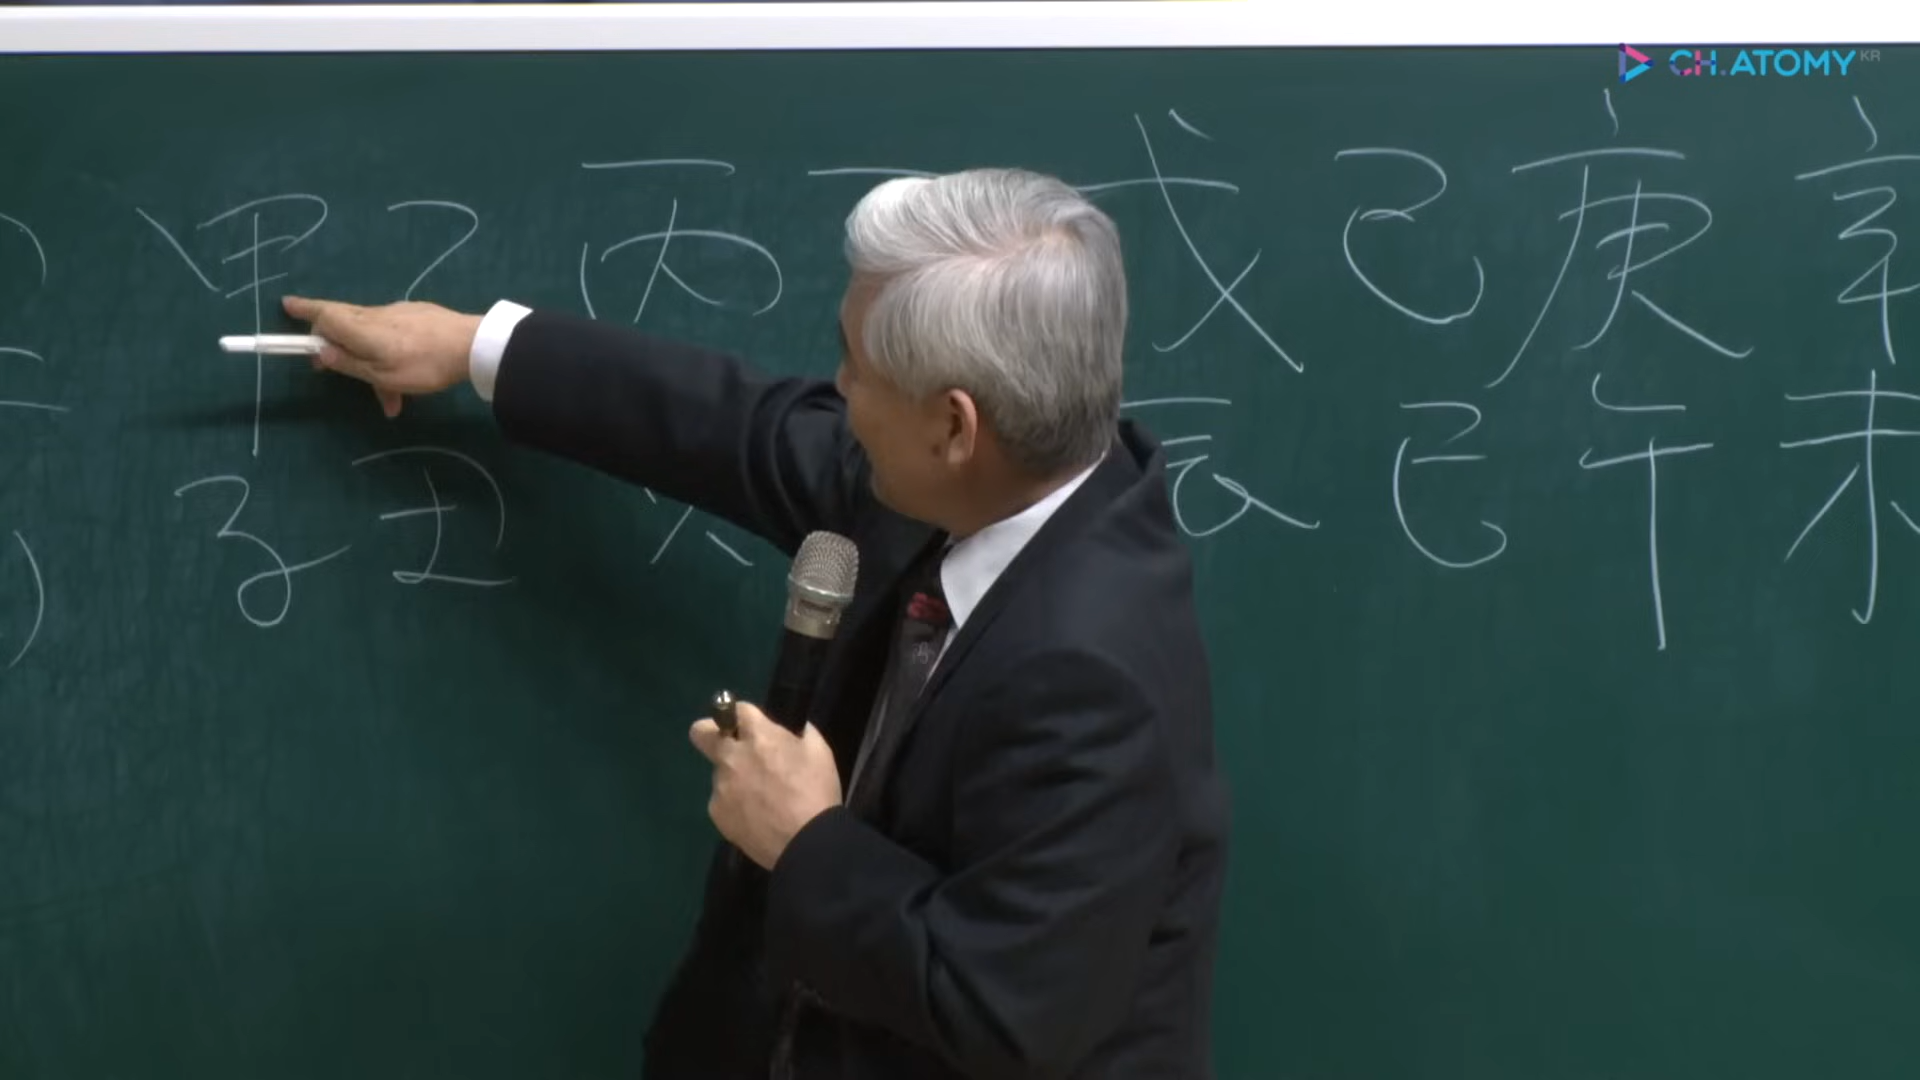 CH.ATOMY KR
甲 乙 丙 戊 己 庚 辛
子 丑 辰 巳 午 未